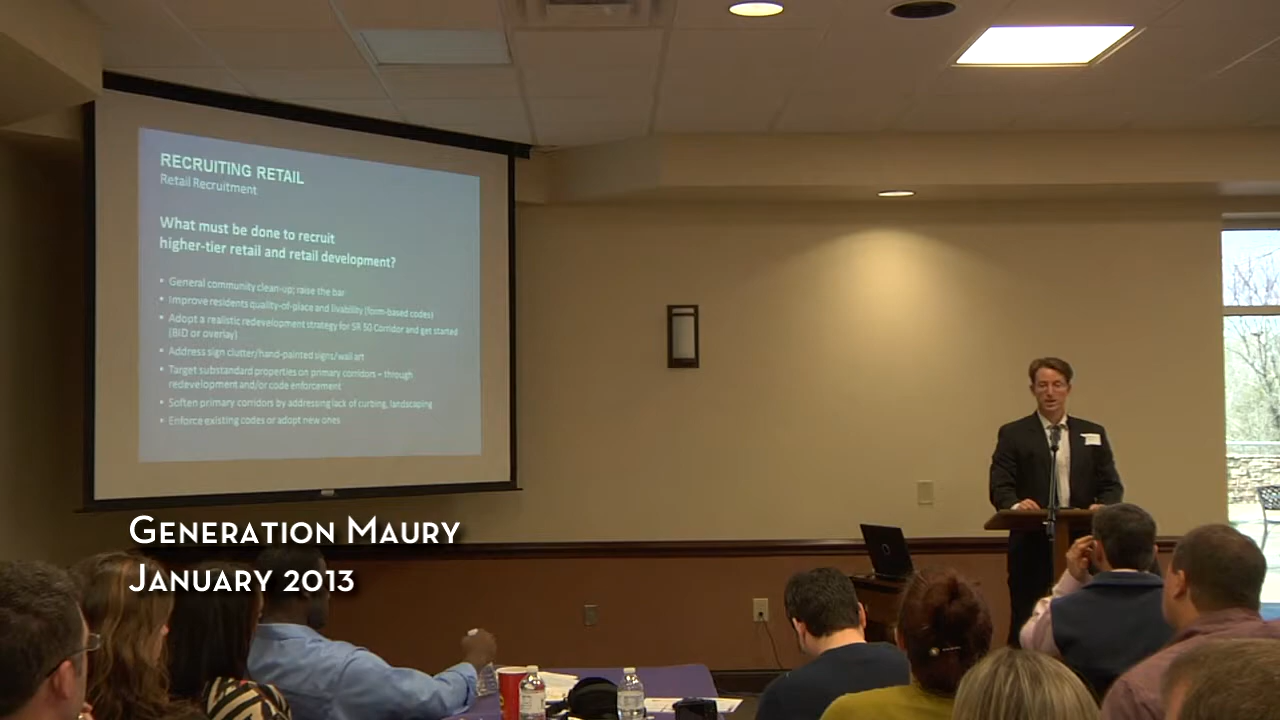 RECRUITING RETAIL
Retail Recruitment
What must be done to recruit
higher-tier retail and retail development?
▪ General community clean-up; raise the bar
▪ Improve residents quality-of-place and livability (form-based codes)
▪ Adopt a realistic redevelopment strategy for SR 50 Corridor and get started
(BID or overlay)
▪ Address sign clutter/hand-painted signs/wall art
▪ Target substandard properties on primary corridors – through
redevelopment and/or code enforcement
▪ Soften primary corridors by addressing lack of curbing, landscaping
▪ Enforce existing codes or adopt new ones
Generation Maury
January 2013